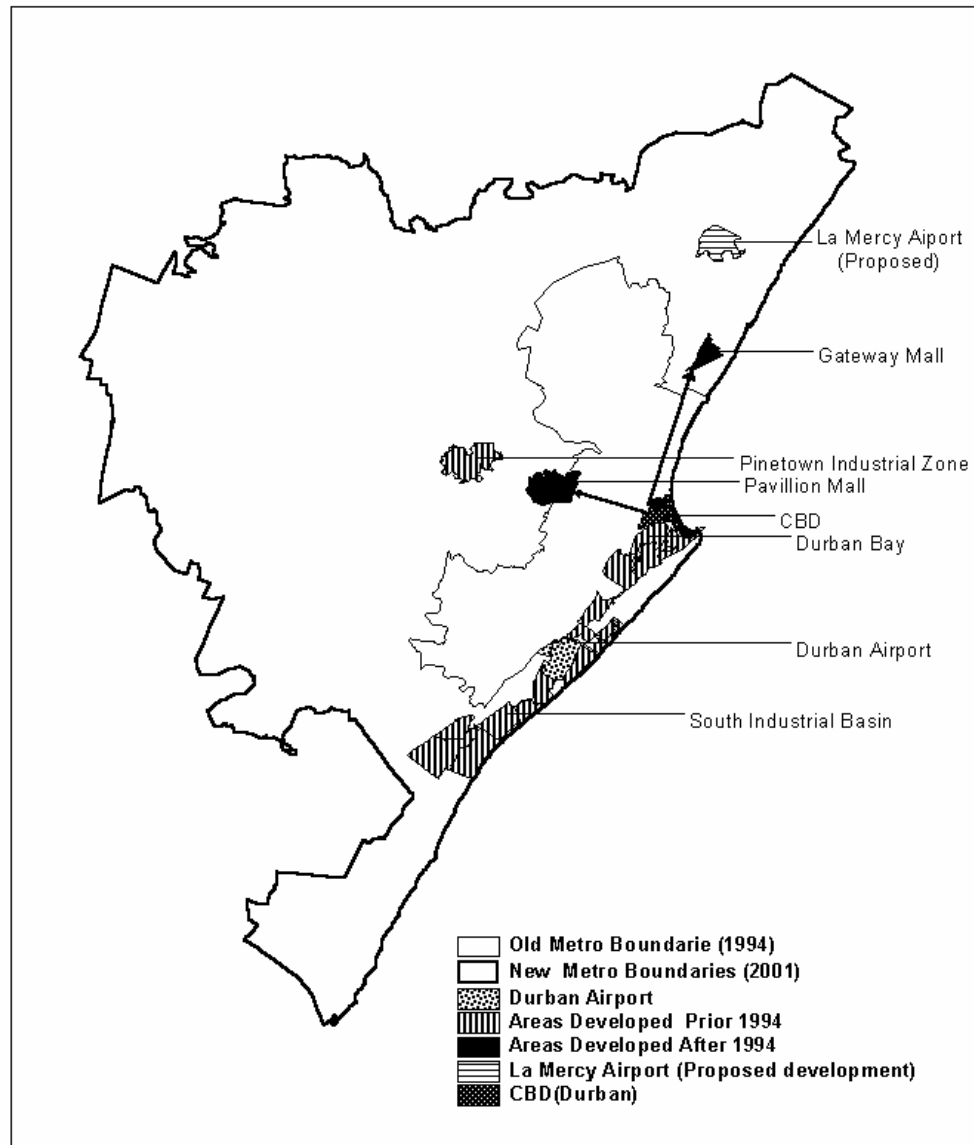 La Mercy Aiport
(Proposed)
Gateway Mall
Pinetown Industrial Zone
Pavillion Mall
CBD
Durban Bay
Durban Airport
South Industrial Basin
Old Metro Boundarie (1994)
New Metro Boundaries (2001)
Durban Airport
Areas Developed Prior 1994
Areas Developed After 1994
La Mercy Airport (Proposed development)
CBD(Durban)